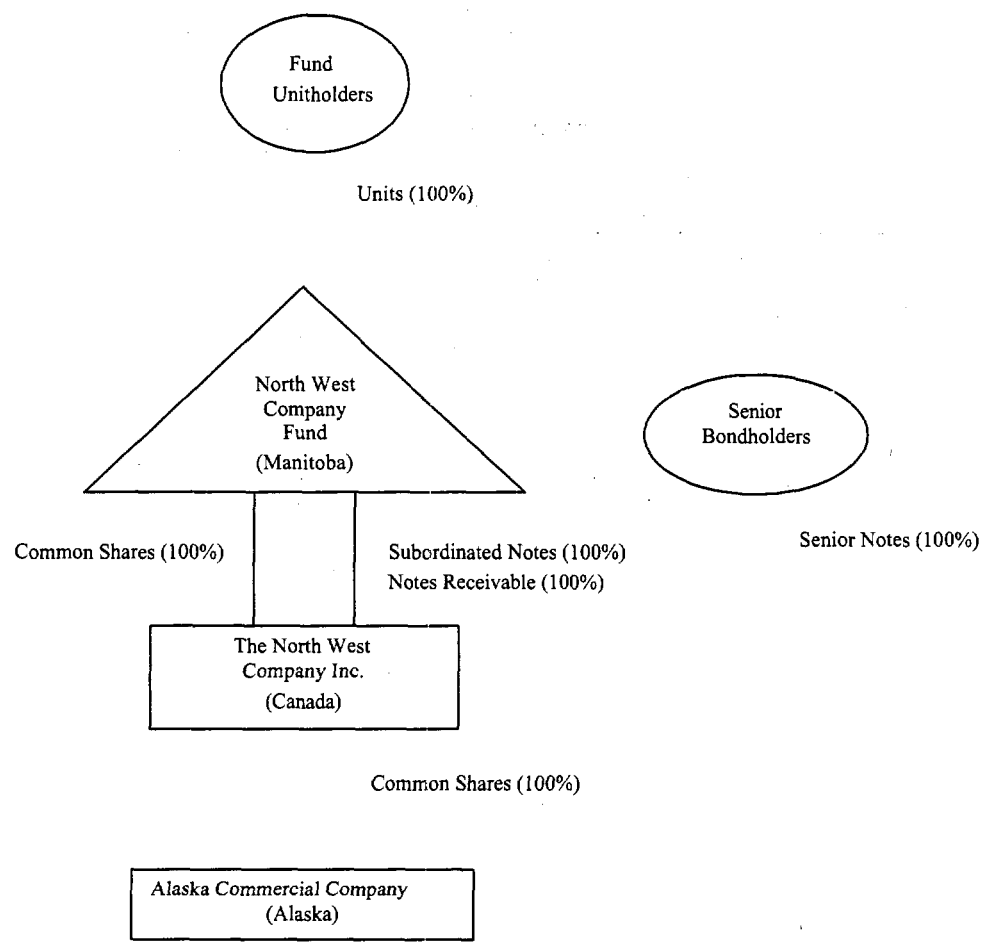 Fund
Unitholders
Units (100%)
North West
Company
Fund
(Manitoba)
Senior
Bondholders
Common Shares (100%)
Subordinated Notes (100%)
Notes Receivable (100%)
Senior Notes (100%)
The North West
Company Inc.
(Canada)
Common Shares (100%)
Alaska Commercial Company
(Alaska)